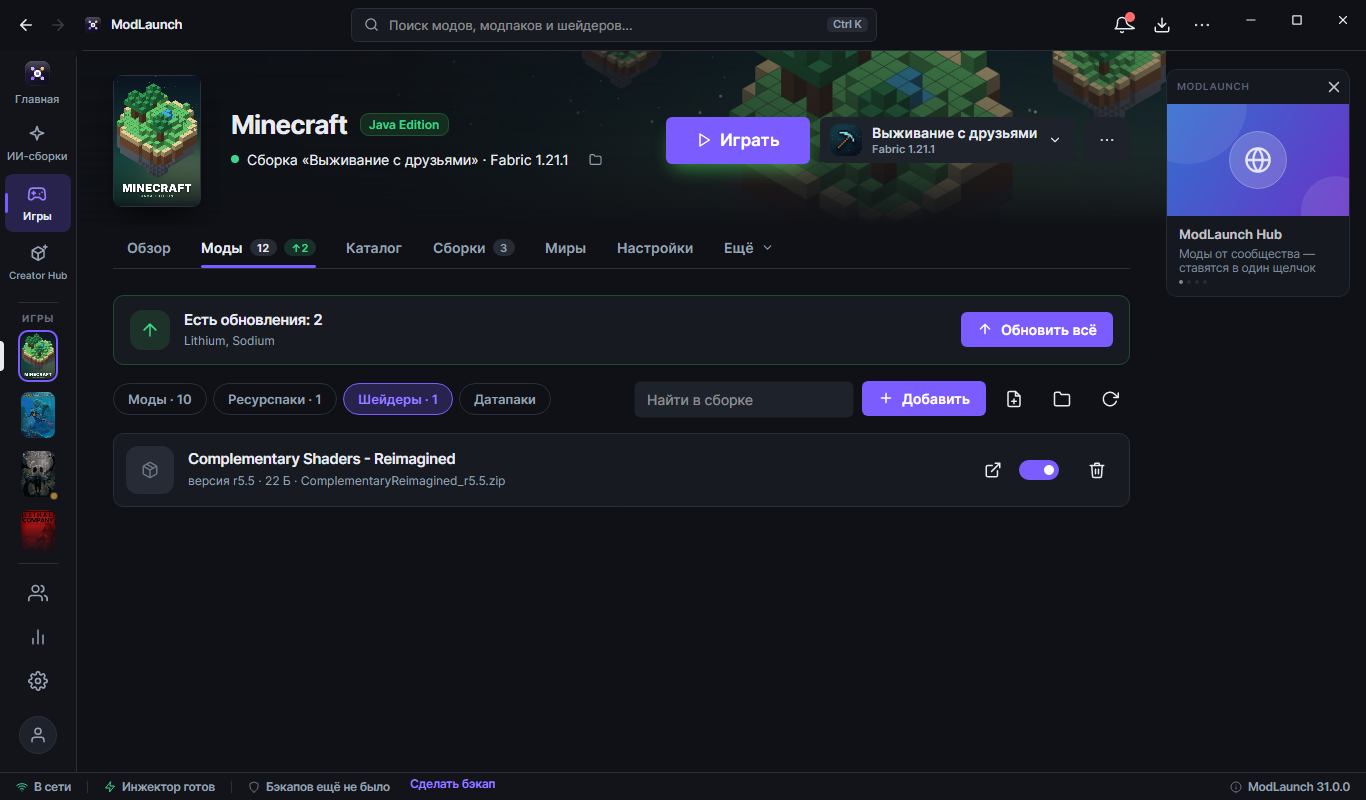 ModLaunch
Поиск модов, модпаков и шейдеров...
Ctrl K
Главная
ИИ-сборки
Игры
Creator Hub
ИГРЫ
MINECRAFT
MINECRAFT
Minecraft
Java Edition
Сборка «Выживание с друзьями» · Fabric 1.21.1
Играть
Выживание с друзьями
Fabric 1.21.1
MODLAUNCH
ModLaunch Hub
Моды от сообщества —
ставятся в один щелчок
Обзор
Моды 12 ↑2
Каталог
Сборки 3
Миры
Настройки
Ещё
Есть обновления: 2
Lithium, Sodium
Обновить всё
Моды · 10
Ресурспаки · 1
Шейдеры · 1
Датапаки
Найти в сборке
Добавить
Complementary Shaders - Reimagined
версия r5.5 · 22 Б · ComplementaryReimagined_r5.5.zip
LETHAL
COMPANY
В сети
Инжектор готов
Бэкапов ещё не было
Сделать бэкап
ModLaunch 31.0.0